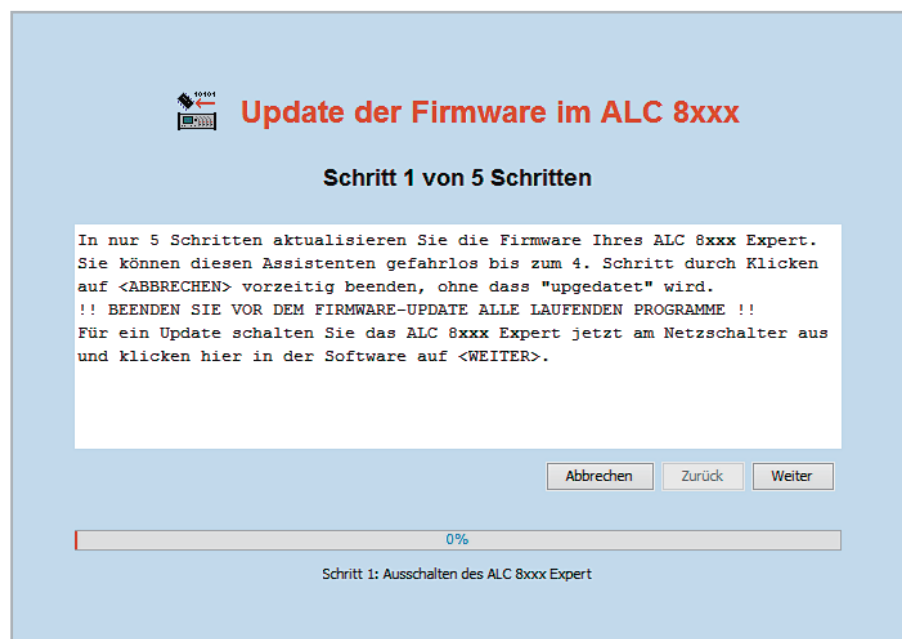 10101
Update der Firmware im ALC 8xxx
Schritt 1 von 5 Schritten
In nur 5 Schritten aktualisieren Sie die Firmware Ihres ALC 8xxx Expert.
Sie können diesen Assistenten gefahrlos bis zum 4. Schritt durch Klicken
auf <ABBRECHEN> vorzeitig beenden, ohne dass "upgedatet" wird.
!! BEENDEN SIE VOR DEM FIRMWARE-UPDATE ALLE LAUFENDEN PROGRAMME !!
Für ein Update schalten Sie das ALC 8xxx Expert jetzt am Netzschalter aus
und klicken hier in der Software auf <WEITER>.
Abbrechen Zurück Weiter
0%
Schritt 1: Ausschalten des ALC 8xxx Expert